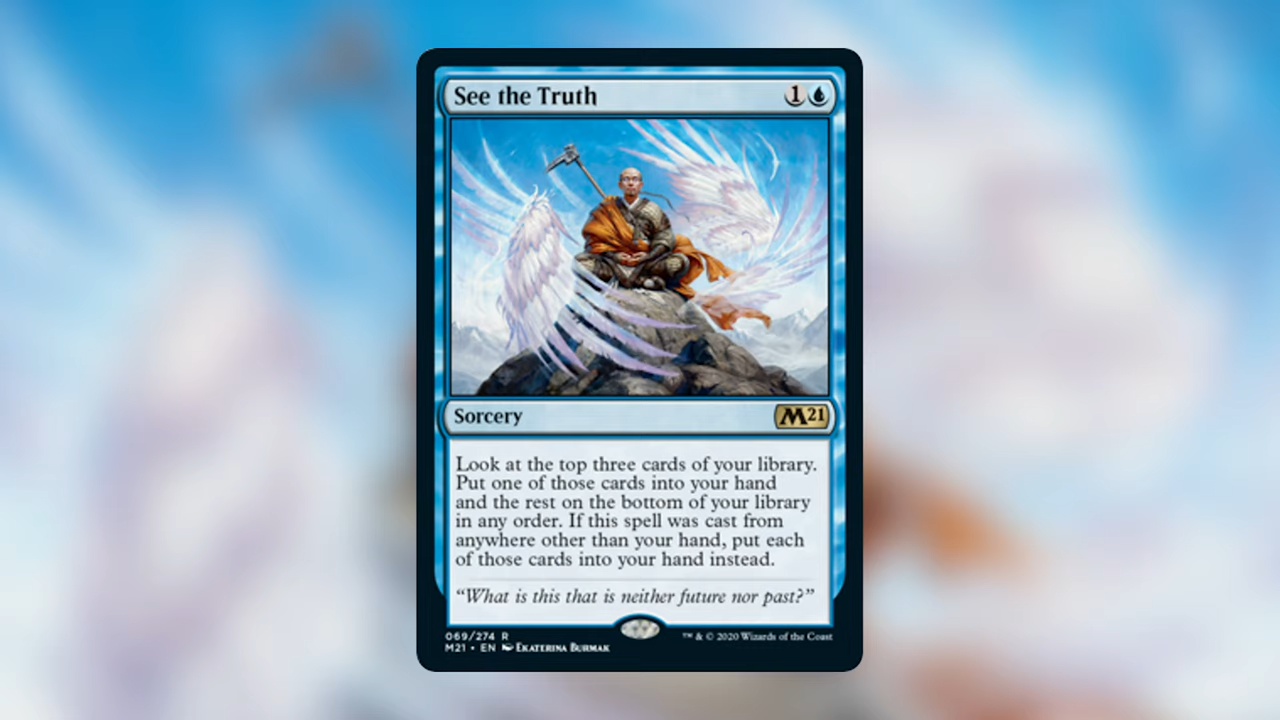 See the Truth 1
Sorcery M21
Look at the top three cards of your library.
Put one of those cards into your hand
and the rest on the bottom of your library
in any order. If this spell was cast from
anywhere other than your hand, put each
of those cards into your hand instead.
“What is this that is neither future nor past?”
069/274 R ™ & © 2020 Wizards of the Coast
M21 • EN Ekaterina Burmak